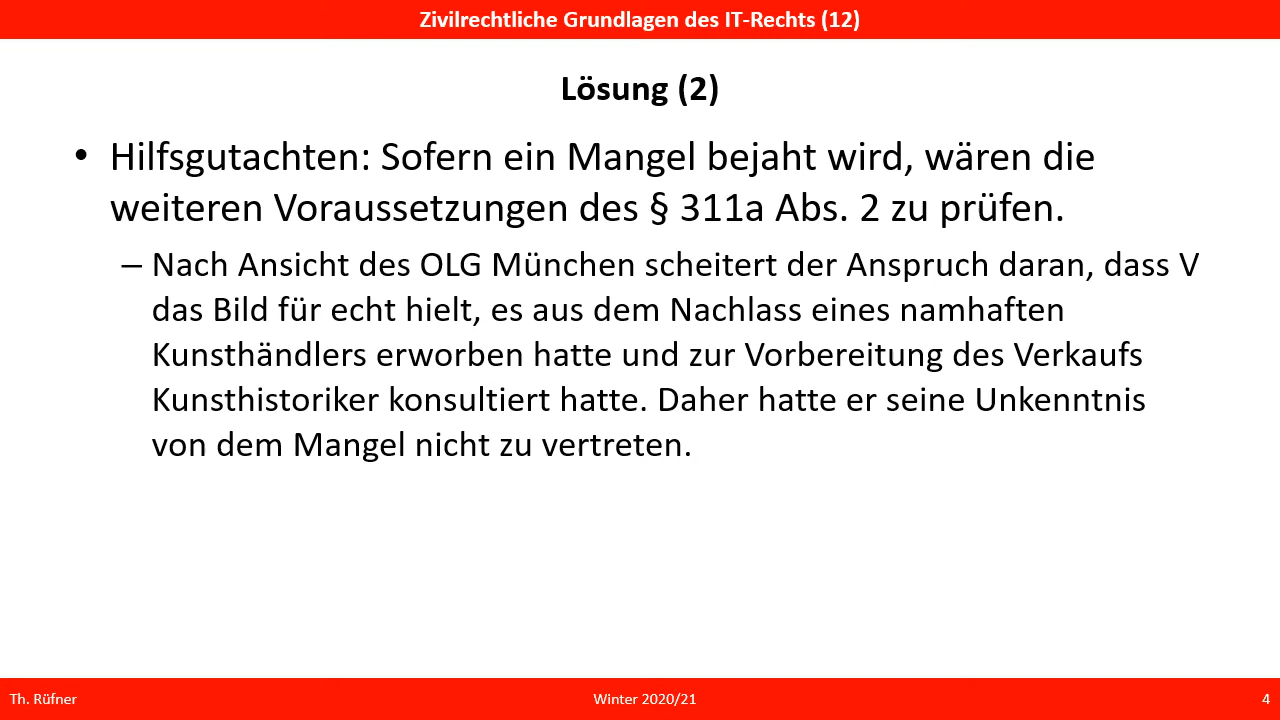 Zivilrechtliche Grundlagen des IT-Rechts (12)
Lösung (2)
• Hilfsgutachten: Sofern ein Mangel bejaht wird, wären die
weiteren Voraussetzungen des § 311a Abs. 2 zu prüfen.
– Nach Ansicht des OLG München scheitert der Anspruch daran, dass V
das Bild für echt hielt, es aus dem Nachlass eines namhaften
Kunsthändlers erworben hatte und zur Vorbereitung des Verkaufs
Kunsthistoriker konsultiert hatte. Daher hatte er seine Unkenntnis
von dem Mangel nicht zu vertreten.
Th. Rüfner
Winter 2020/21
4